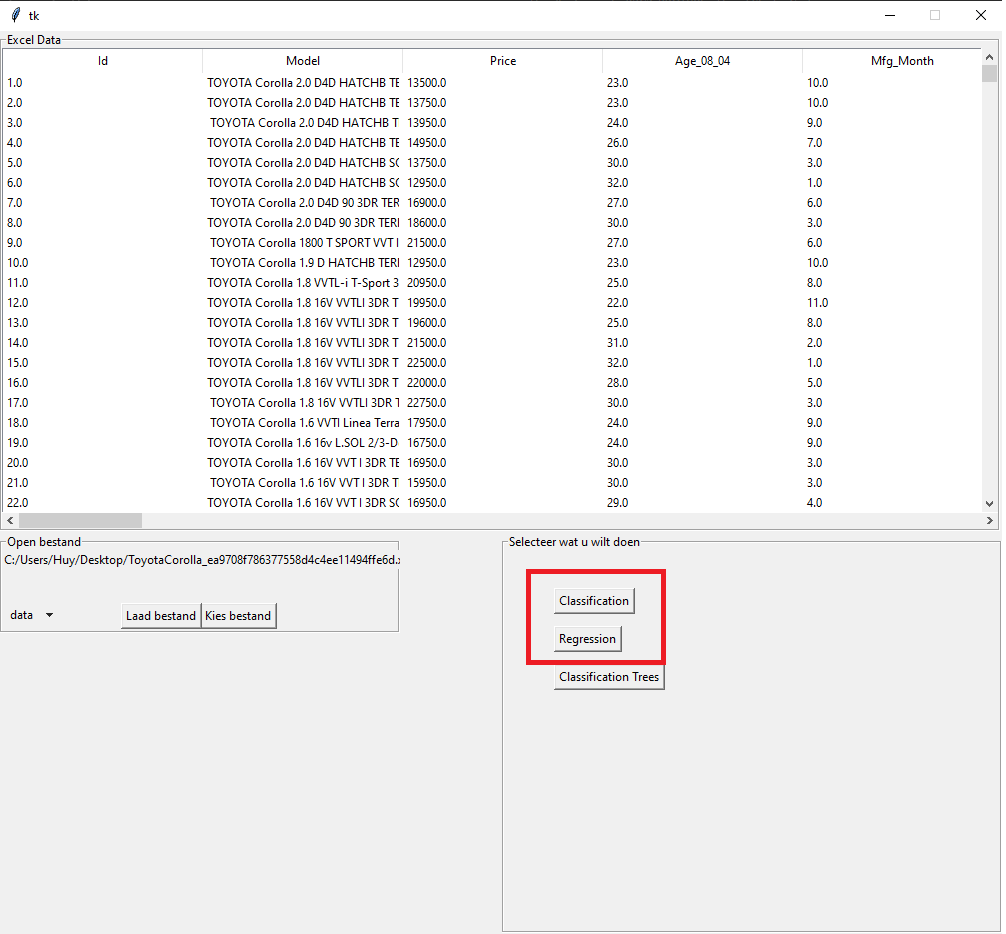 tk
Excel Data
Id Model Price Age_08_04 Mfg_Month
1.0 TOYOTA Corolla 2.0 D4D HATCHB TE 13500.0 23.0 10.0
2.0 TOYOTA Corolla 2.0 D4D HATCHB TE 13750.0 23.0 10.0
3.0 TOYOTA Corolla 2.0 D4D HATCHB T 13950.0 24.0 9.0
4.0 TOYOTA Corolla 2.0 D4D HATCHB TE 14950.0 26.0 7.0
5.0 TOYOTA Corolla 2.0 D4D HATCHB SO 13750.0 30.0 3.0
6.0 TOYOTA Corolla 2.0 D4D HATCHB SO 12950.0 32.0 1.0
7.0 TOYOTA Corolla 2.0 D4D 90 3DR TER 16900.0 27.0 6.0
8.0 TOYOTA Corolla 2.0 D4D 90 3DR TERI 18600.0 30.0 3.0
9.0 TOYOTA Corolla 1800 T SPORT VVT I 21500.0 27.0 6.0
10.0 TOYOTA Corolla 1.9 D HATCHB TERI 12950.0 23.0 10.0
11.0 TOYOTA Corolla 1.8 VVTL-i T-Sport 3 20950.0 25.0 8.0
12.0 TOYOTA Corolla 1.8 16V VVTLI 3DR T 19950.0 22.0 11.0
13.0 TOYOTA Corolla 1.8 16V VVTLI 3DR T 19600.0 25.0 8.0
14.0 TOYOTA Corolla 1.8 16V VVTLI 3DR T 21500.0 31.0 2.0
15.0 TOYOTA Corolla 1.8 16V VVTLI 3DR T 22500.0 32.0 1.0
16.0 TOYOTA Corolla 1.8 16V VVTLI 3DR T 22000.0 28.0 5.0
17.0 TOYOTA Corolla 1.8 16V VVTLI 3DR T 22750.0 30.0 3.0
18.0 TOYOTA Corolla 1.6 VVTI Linea Terra 17950.0 24.0 9.0
19.0 TOYOTA Corolla 1.6 16v L.SOL 2/3-D 16750.0 24.0 9.0
20.0 TOYOTA Corolla 1.6 16V VVT I 3DR TE 16950.0 30.0 3.0
21.0 TOYOTA Corolla 1.6 16V VVT I 3DR T 15950.0 30.0 3.0
22.0 TOYOTA Corolla 1.6 16V VVT I 3DR SO 16950.0 29.0 4.0
Open bestand
C:/Users/Huy/Desktop/ToyotaCorolla_ea9708f786377558d4c4ee11494ffe6d.x
data Laad bestand Kies bestand
Selecteer wat u wilt doen
Classification
Regression
Classification Trees